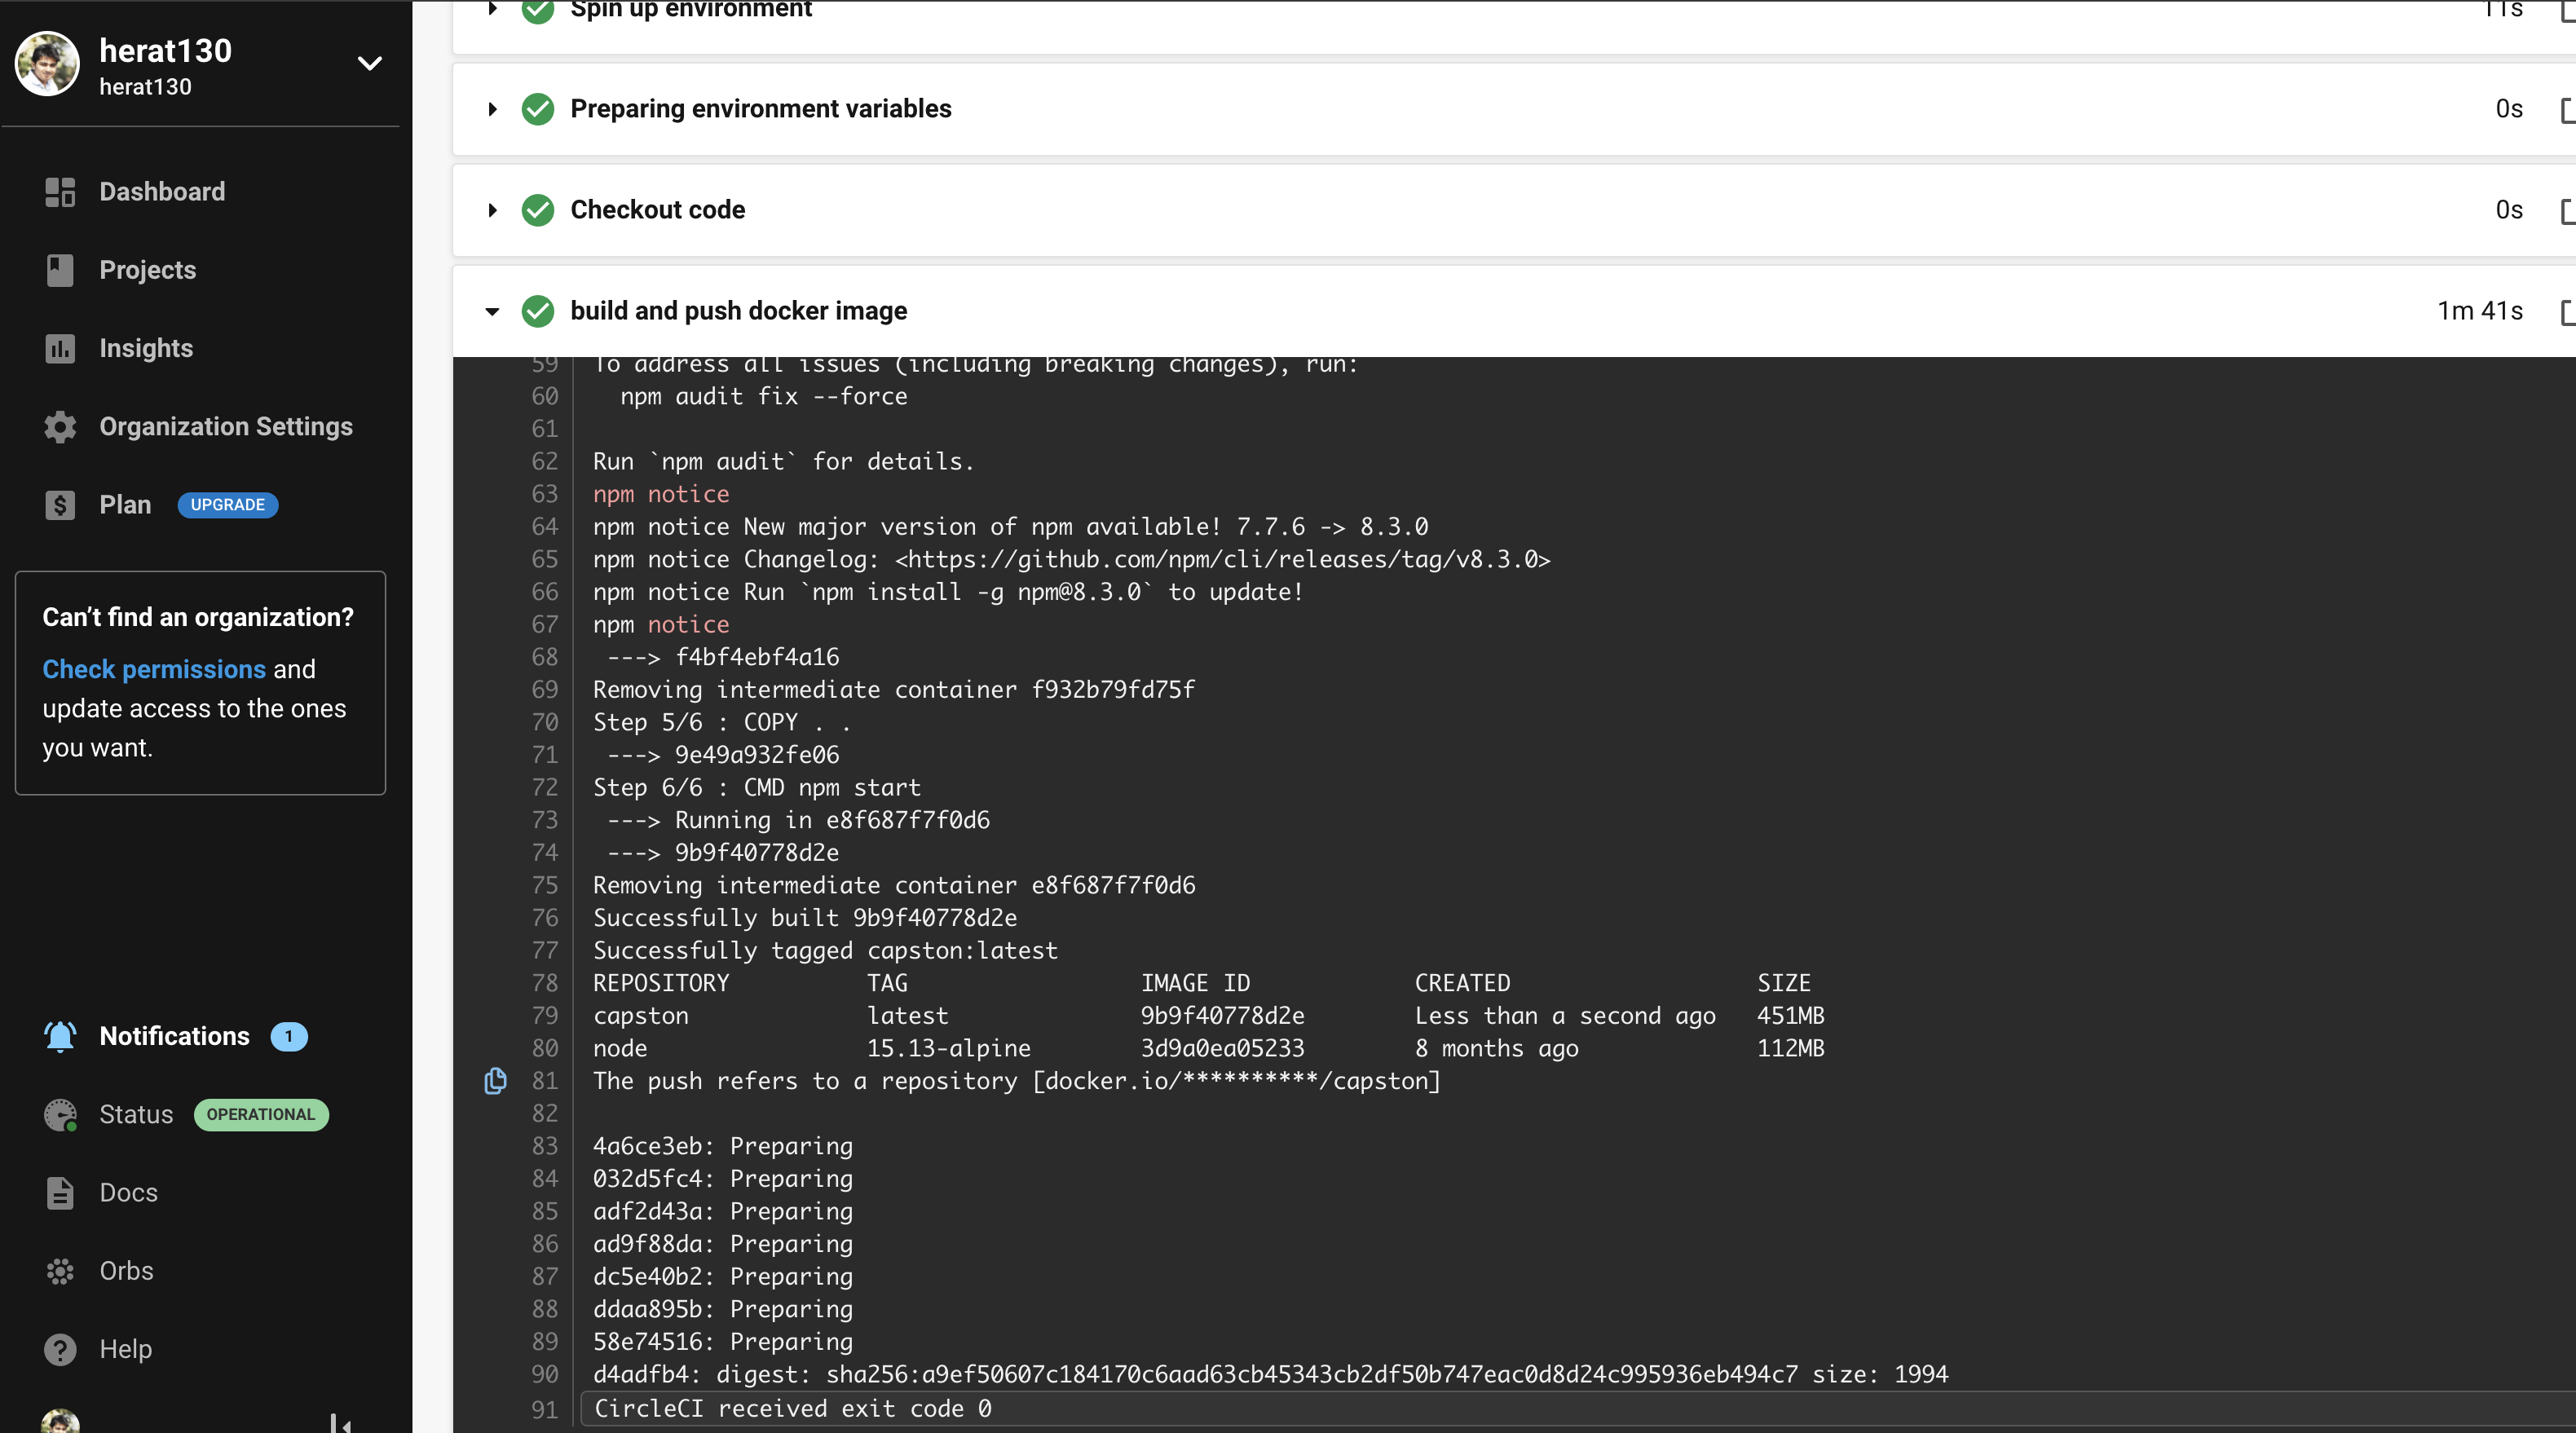 herat130
herat130
Dashboard
Projects
Insights
Organization Settings
Plan UPGRADE
Can’t find an organization?
Check permissions and
update access to the ones
you want.
Notifications 1
Status OPERATIONAL
Docs
Orbs
Help
Spin up environment 11s
Preparing environment variables 0s
Checkout code 0s
build and push docker image 1m 41s
59 To address all issues (including breaking changes), run:
60 npm audit fix --force
61
62 Run `npm audit` for details.
63 npm notice
64 npm notice New major version of npm available! 7.7.6 -> 8.3.0
65 npm notice Changelog: <https://github.com/npm/cli/releases/tag/v8.3.0>
66 npm notice Run `npm install -g npm@8.3.0` to update!
67 npm notice
68 ---> f4bf4ebf4a16
69 Removing intermediate container f932b79fd75f
70 Step 5/6 : COPY . .
71 ---> 9e49a932fe06
72 Step 6/6 : CMD npm start
73 ---> Running in e8f687f7f0d6
74 ---> 9b9f40778d2e
75 Removing intermediate container e8f687f7f0d6
76 Successfully built 9b9f40778d2e
77 Successfully tagged capston:latest
78 REPOSITORY TAG IMAGE ID CREATED SIZE
79 capston latest 9b9f40778d2e Less than a second ago 451MB
80 node 15.13-alpine 3d9a0ea05233 8 months ago 112MB
81 The push refers to a repository [docker.io/**********/capston]
82
83 4a6ce3eb: Preparing
84 032d5fc4: Preparing
85 adf2d43a: Preparing
86 ad9f88da: Preparing
87 dc5e40b2: Preparing
88 ddaa895b: Preparing
89 58e74516: Preparing
90 d4adfb4: digest: sha256:a9ef50607c184170c6aad63cb45343cb2df50b747eac0d8d24c995936eb494c7 size: 1994
91 CircleCI received exit code 0